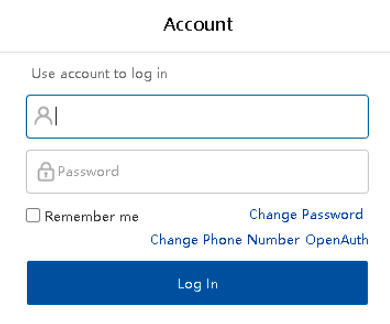 Account
Use account to log in
Password
Remember me
Change Password
Change Phone Number OpenAuth
Log In